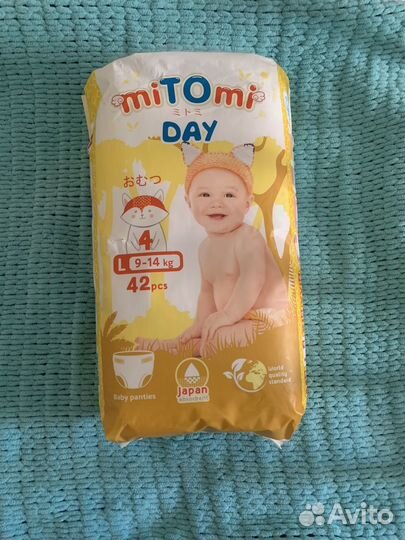 miTOmi
ミトミ
DAY
おむつ
4
L 9-14 kg
42 pcs
Baby panties
Japan
World
quality
standard
Avito